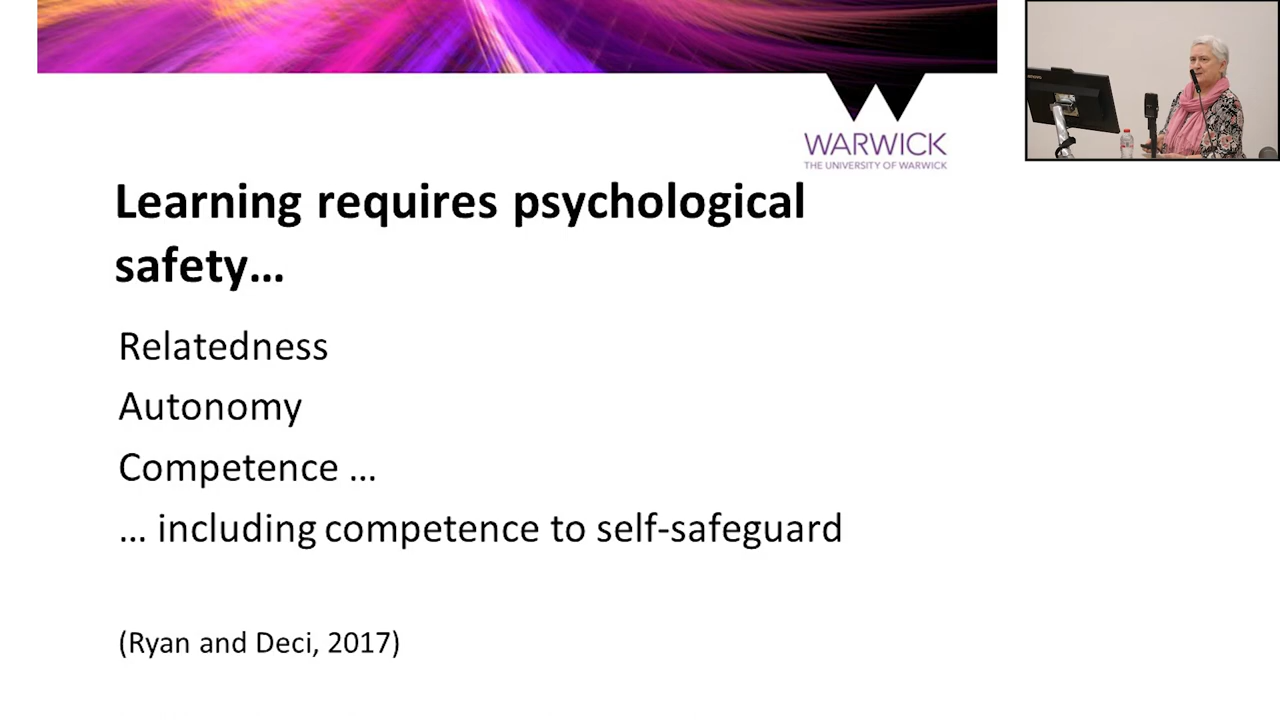 WARWICK
THE UNIVERSITY OF WARWICK
Learning requires psychological
safety...
Relatedness
Autonomy
Competence ...
... including competence to self-safeguard
(Ryan and Deci, 2017)